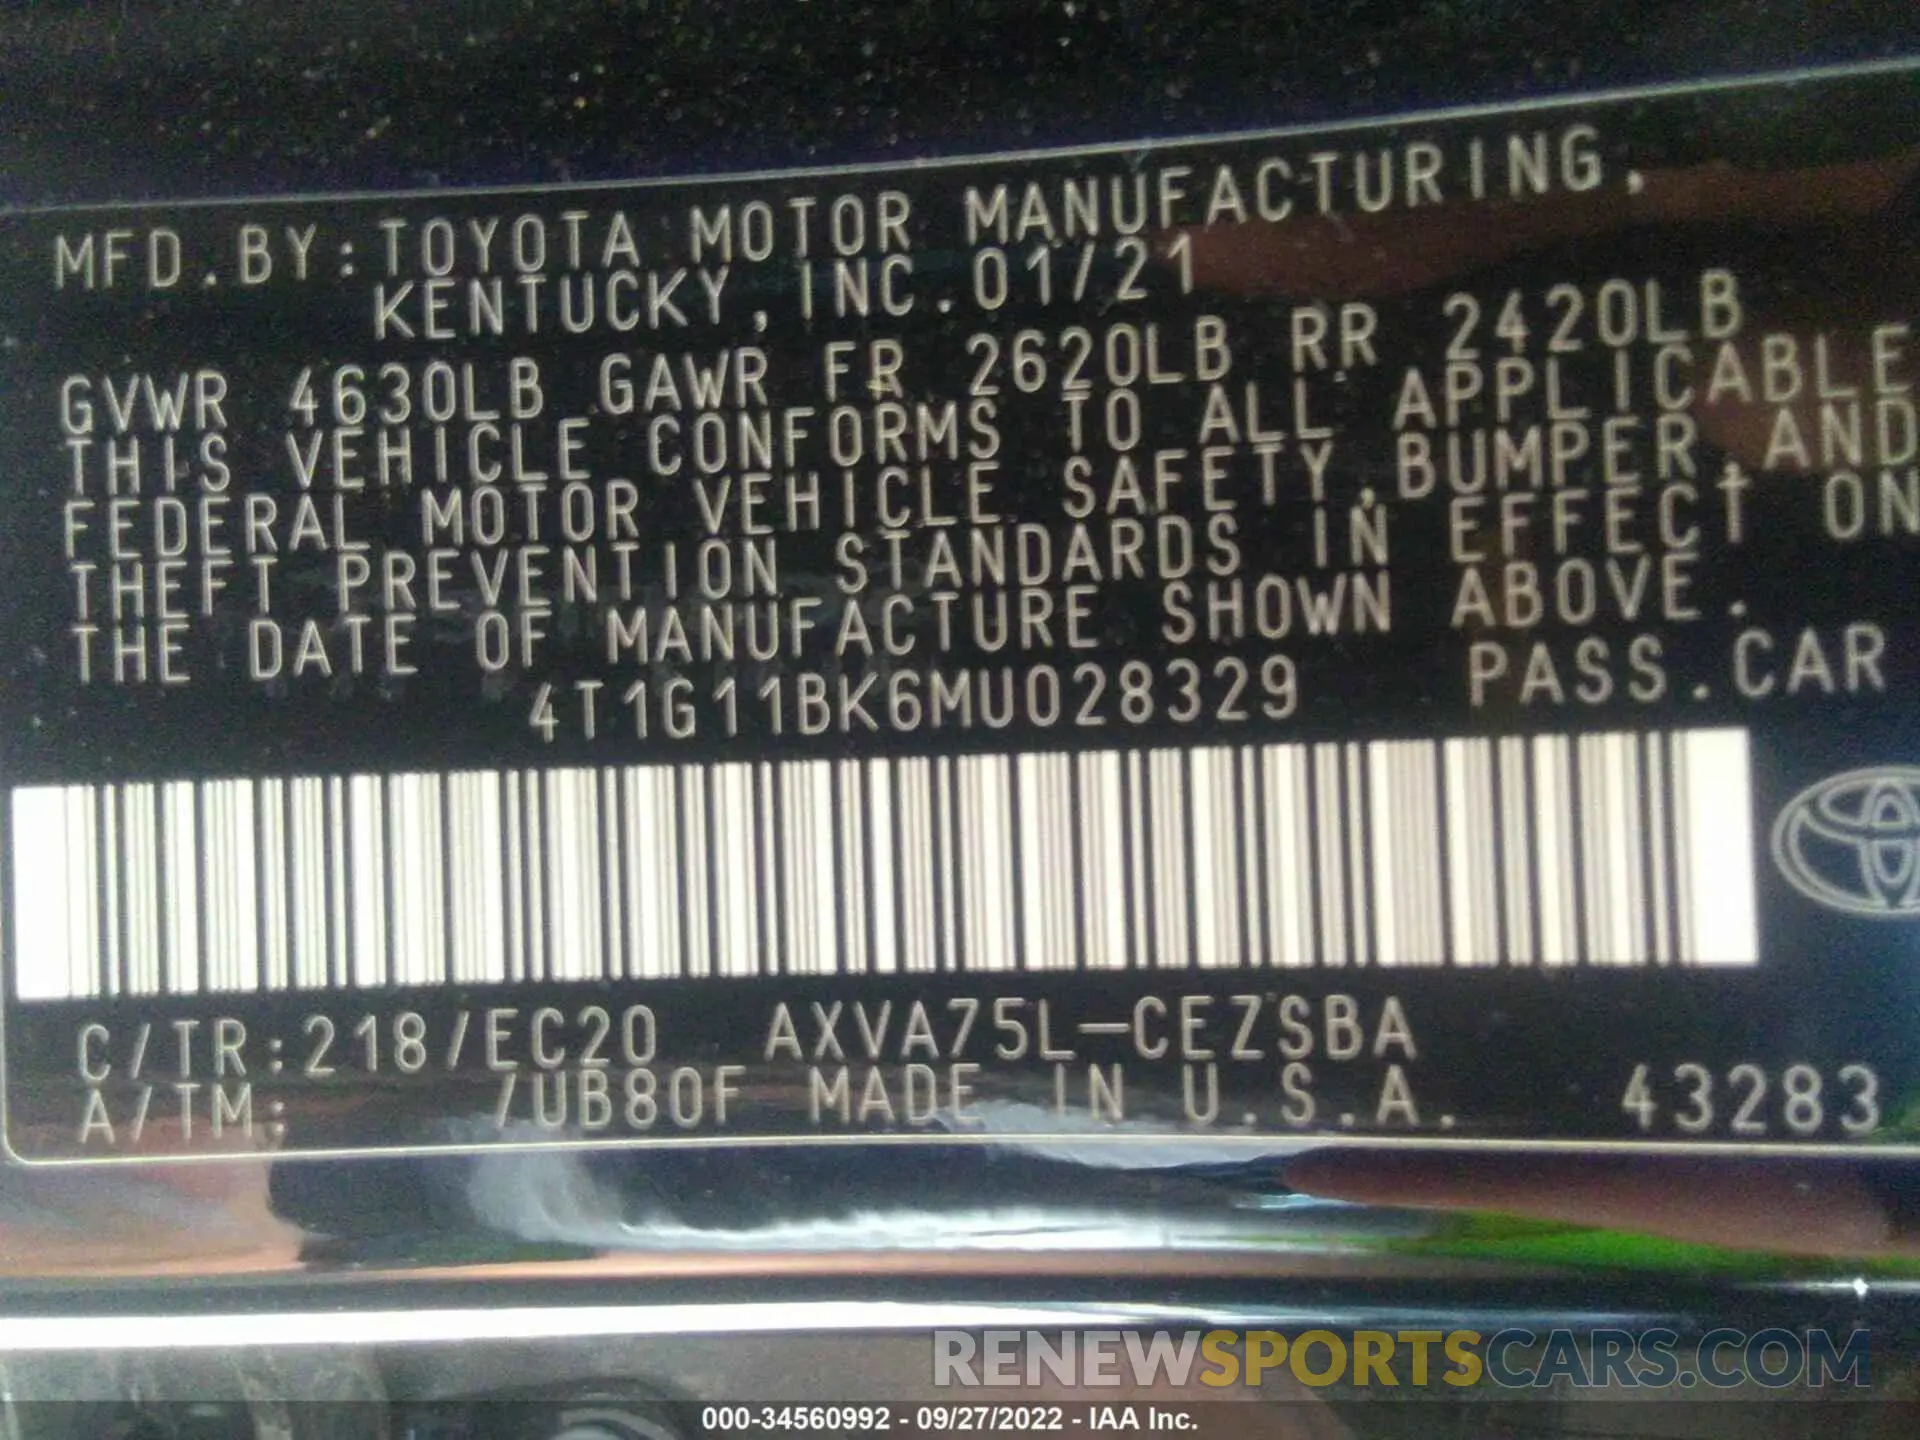 MFD.BY:TOYOTA MOTOR MANUFACTURING,
KENTUCKY, INC.01/21
GVWR 4630LB GAWR FR 2620LB RR 2420LB
THIS VEHICLE CONFORMS TO ALL APPLICABLE
FEDERAL MOTOR VEHICLE SAFETY,BUMPER,AND
THEFT PREVENTION STANDARDS IN EFFECT ON
THE DATE OF MANUFACTURE SHOWN ABOVE.
4T1G11BK6MU028329 PASS.CAR
C/TR:218/EC20 AXVA75L-CEZSBA
A/TM: /UB80F MADE IN U.S.A. 43283
RENEWSPORTSCARS.COM
000-34560992 - 09/27/2022 - IAA Inc.